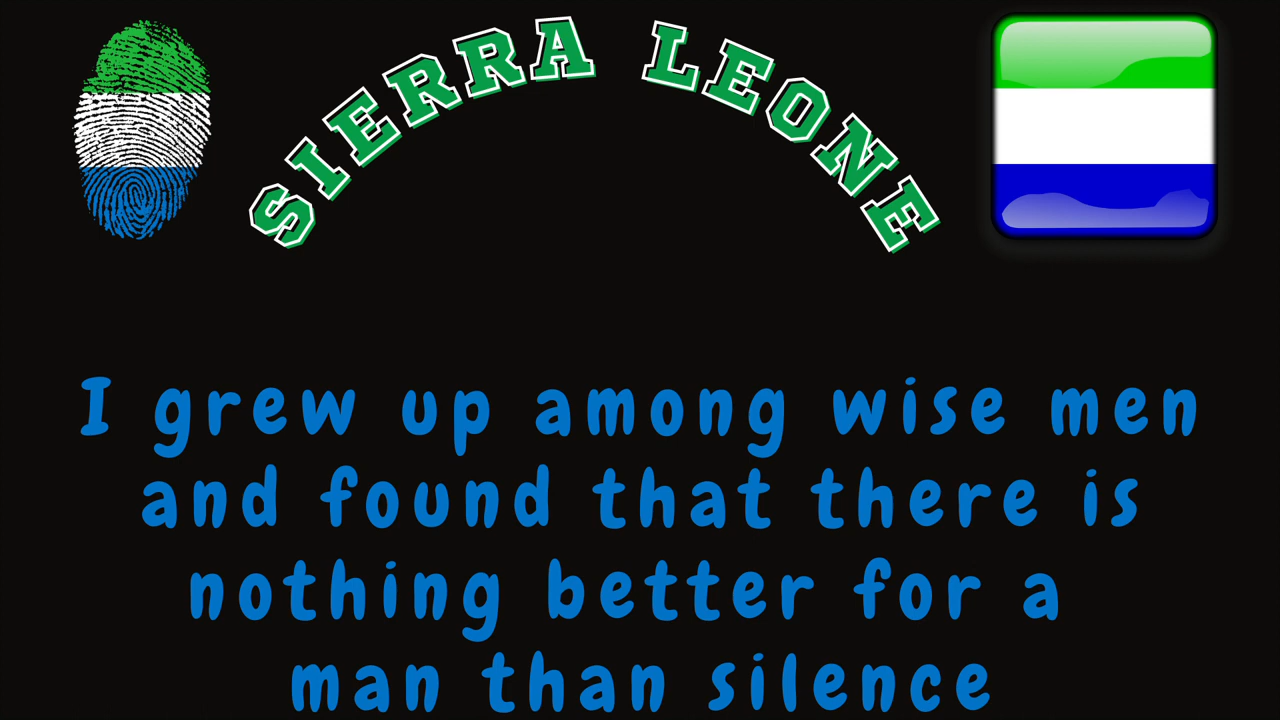 SIERRA LEONE
I grew up among wise men
and found that there is
nothing better for a
man than silence